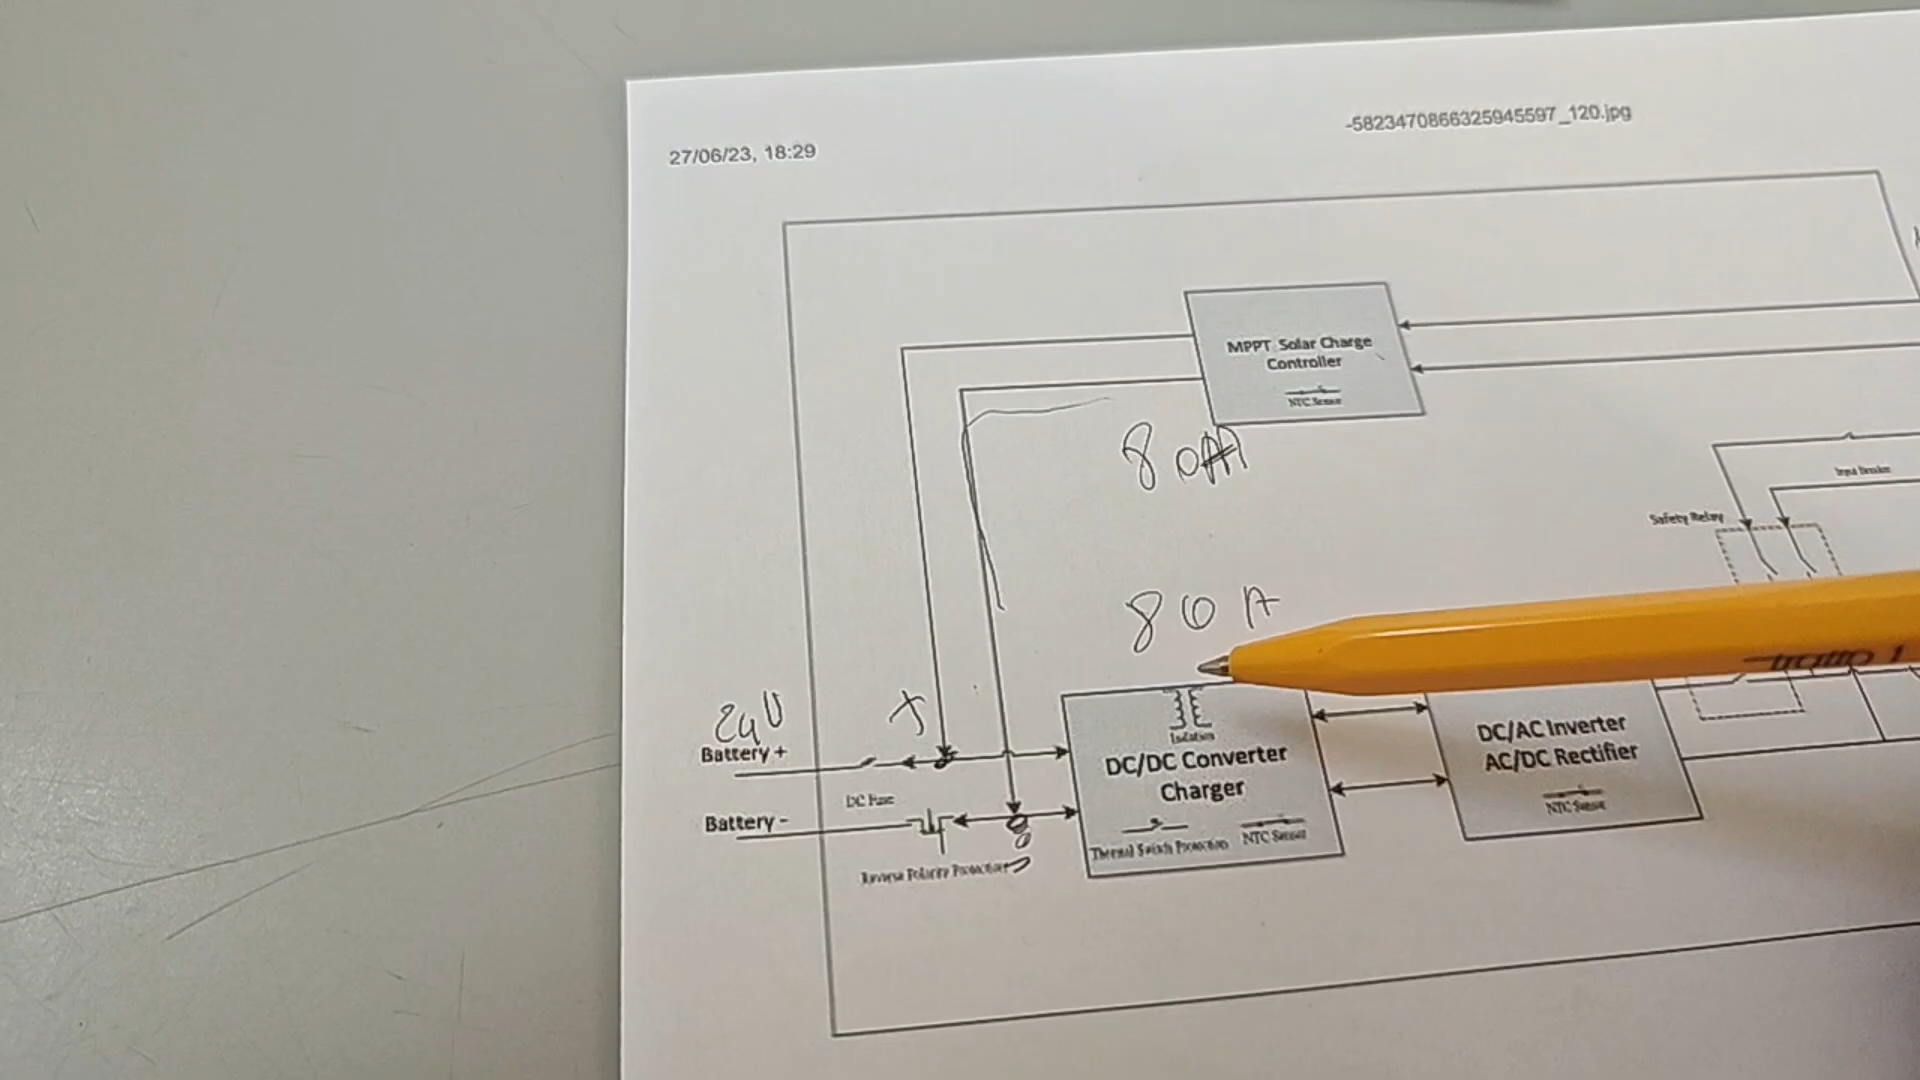 27/06/23, 18:29
-5823470866325945597_120.jpg
MPPT Solar Charge
Controller
NTC Sensor
80A
Input Breaker
Safety Relay
80A
24V
+
Battery +
DC Fuse
Battery -
Reverse Polarity Protection
Isolation
DC/DC Converter
Charger
Thermal Switch Protection
NTC Sensor
DC/AC Inverter
AC/DC Rectifier
NTC Sensor
tratto 1